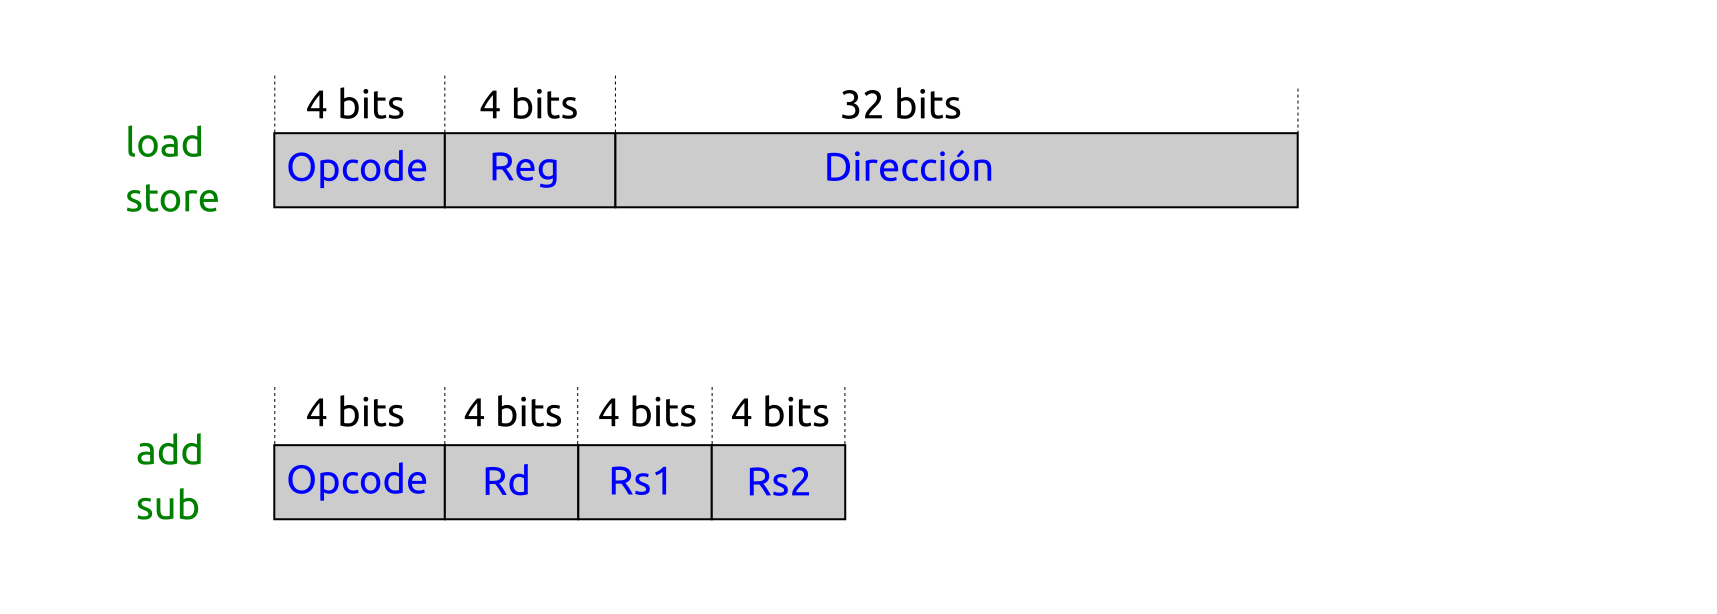 4 bits 4 bits 32 bits
load
Opcode Reg Dirección
store
4 bits 4 bits 4 bits 4 bits
add
Opcode Rd Rs1 Rs2
sub